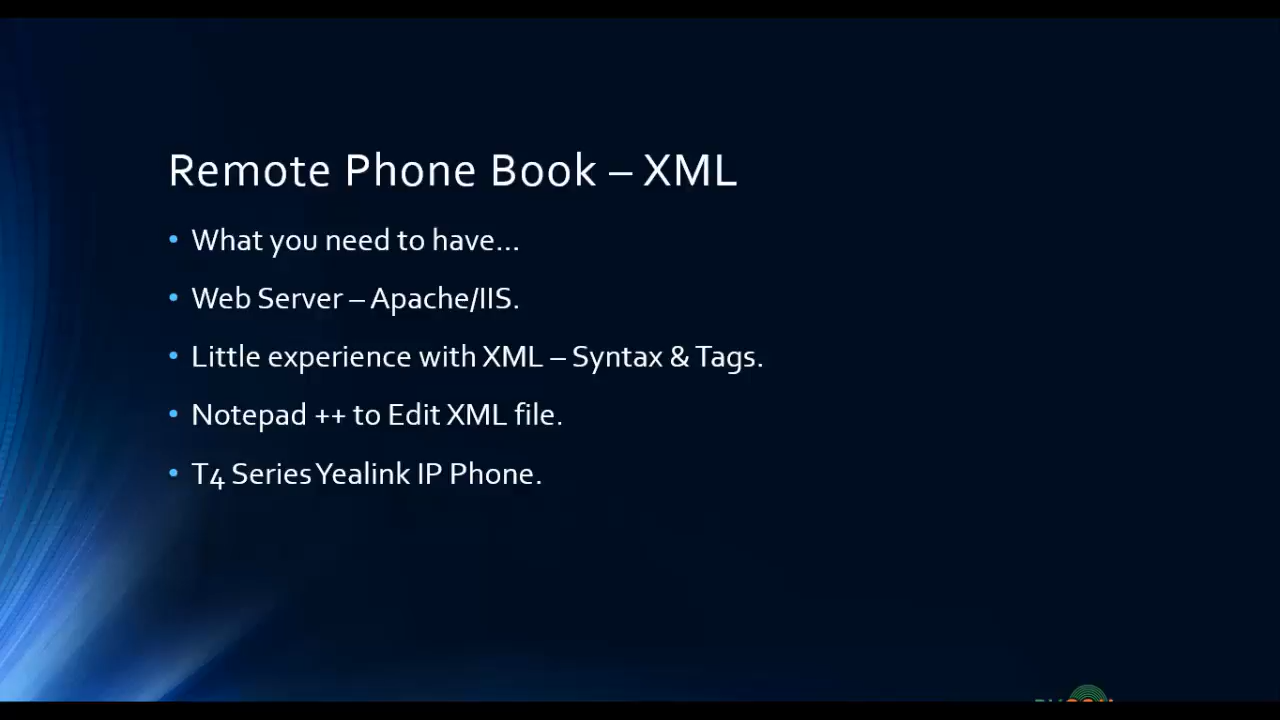 Remote Phone Book – XML
• What you need to have...
• Web Server – Apache/IIS.
• Little experience with XML – Syntax & Tags.
• Notepad ++ to Edit XML file.
• T4 Series Yealink IP Phone.